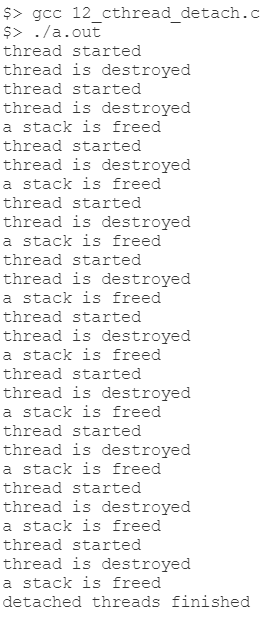 $> gcc 12_cthread_detach.c
$> ./a.out
thread started
thread is destroyed
thread started
thread is destroyed
a stack is freed
thread started
thread is destroyed
a stack is freed
thread started
thread is destroyed
a stack is freed
thread started
thread is destroyed
a stack is freed
thread started
thread is destroyed
a stack is freed
thread started
thread is destroyed
a stack is freed
thread started
thread is destroyed
a stack is freed
thread started
thread is destroyed
a stack is freed
thread started
thread is destroyed
a stack is freed
detached threads finished